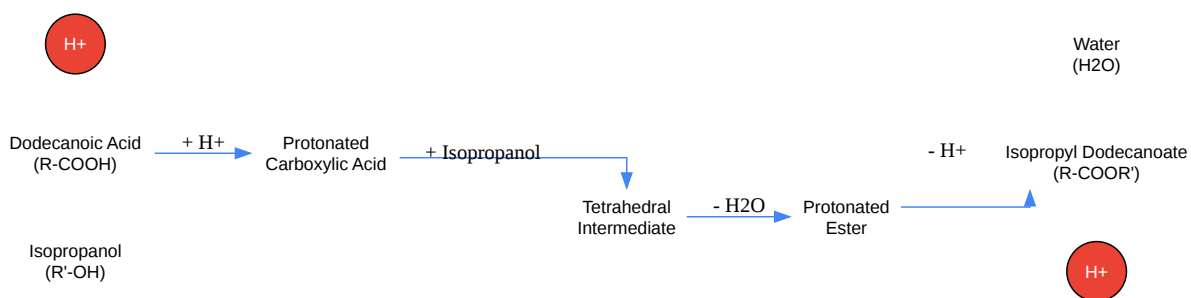 H+
Water
(H2O)
Dodecanoic Acid
(R-COOH)
+ H+
Protonated
Carboxylic Acid
+ Isopropanol
- H+
Isopropyl Dodecanoate
(R-COOR')
Tetrahedral
Intermediate
- H2O
Protonated
Ester
Isopropanol
(R'-OH)
H+